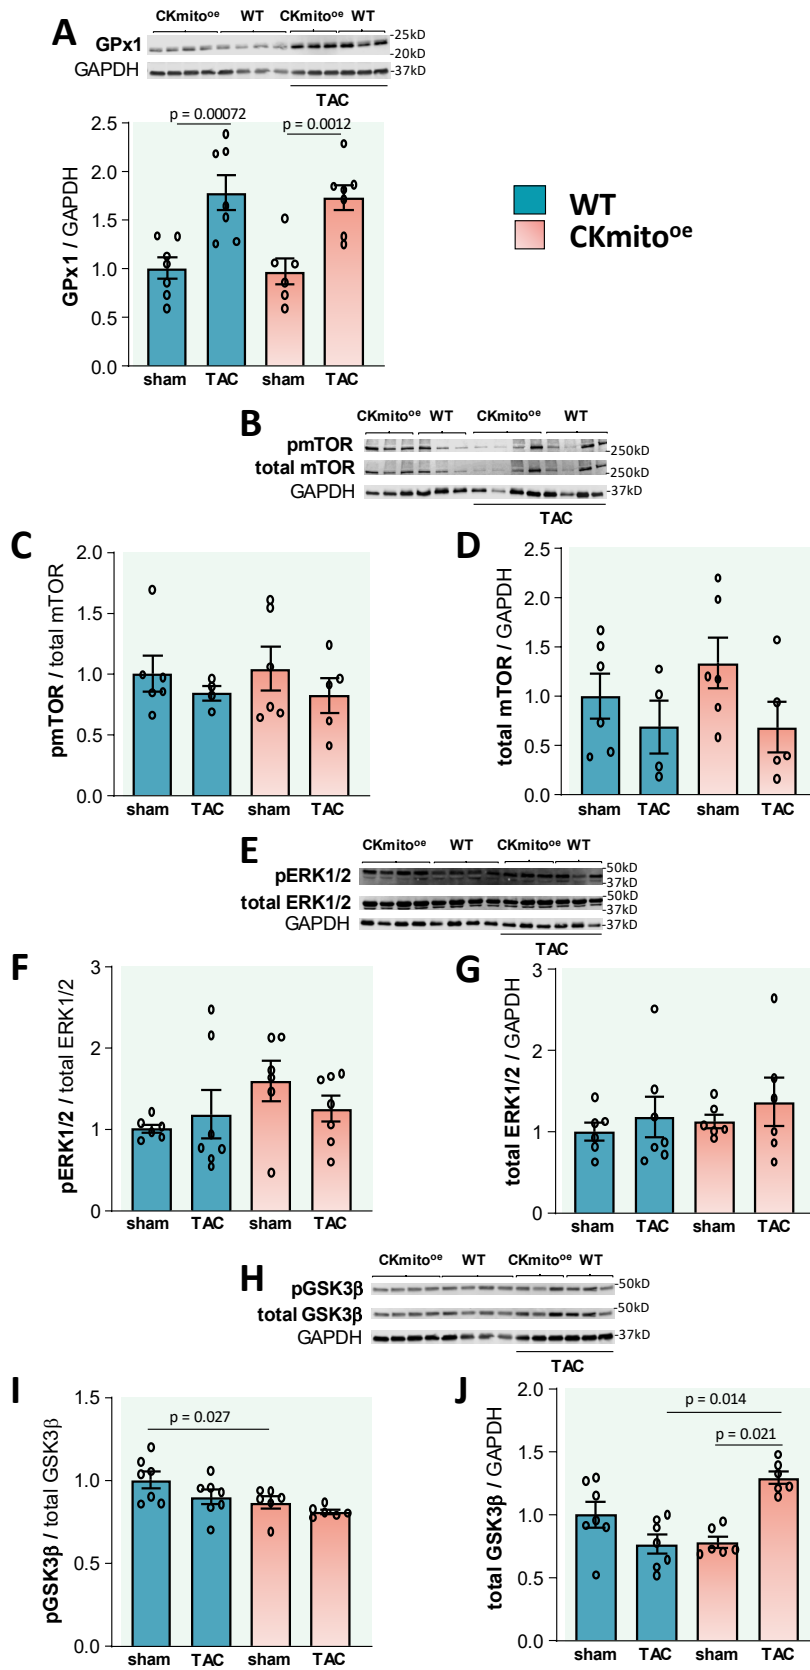 A
CKmito^oe WT
GPx1
-25kD
-20kD
GAPDH
-37kD
TAC
p = 0.00072
p = 0.0012
GPx1 / GAPDH
2.5
2.0
1.5
1.0
0.5
0.0
sham TAC sham TAC
WT
CKmito^oe
B
CKmito^oe WT CKmito^oe WT
pmTOR
-250kD
total mTOR
-250kD
GAPDH
-37kD
TAC
C
pmTOR / total mTOR
2.0
1.5
1.0
0.5
0.0
sham TAC sham TAC
D
total mTOR / GAPDH
2.5
2.0
1.5
1.0
0.5
0.0
sham TAC sham TAC
E
CKmito^oe WT CKmito^oe WT
pERK1/2
-50kD
-37kD
total ERK1/2
-50kD
-37kD
GAPDH
-37kD
TAC
F
pERK1/2 / total ERK1/2
3
2
1
0
sham TAC sham TAC
G
total ERK1/2 / GAPDH
3
2
1
0
sham TAC sham TAC
H
CKmito^oe WT CKmito^oe WT
pGSK3β
-50kD
total GSK3β
-50kD
GAPDH
-37kD
TAC
I
pGSK3β / total GSK3β
1.5
1.0
0.5
0.0
p = 0.027
sham TAC sham TAC
J
total GSK3β / GAPDH
2.0
1.5
1.0
0.5
0.0
p = 0.014
p = 0.021
sham TAC sham TAC